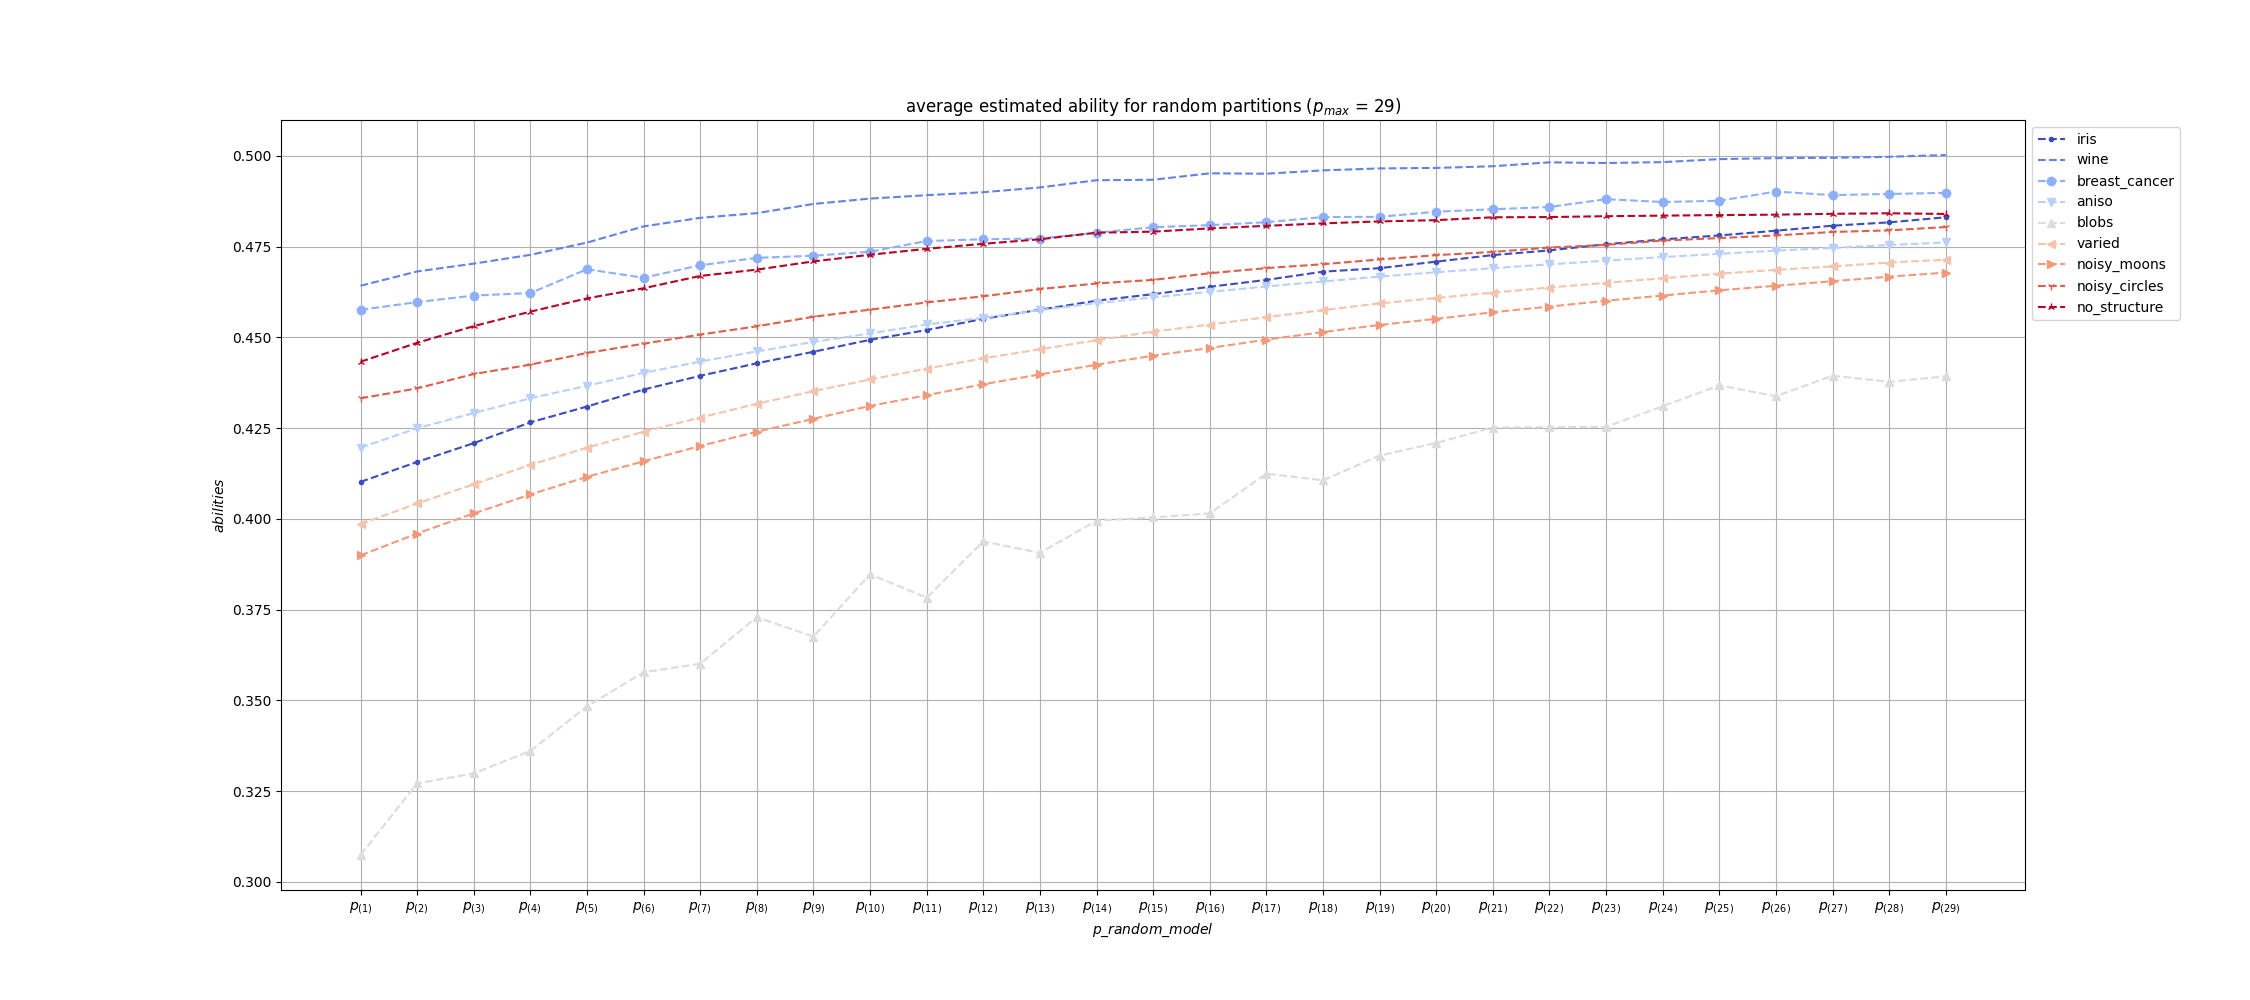 average estimated ability for random partitions (p_max = 29)
0.500
0.475
0.450
0.425
0.400
0.375
0.350
0.325
0.300
abilities
p(1) p(2) p(3) p(4) p(5) p(6) p(7) p(8) p(9) p(10) p(11) p(12) p(13) p(14) p(15) p(16) p(17) p(18) p(19) p(20) p(21) p(22) p(23) p(24) p(25) p(26) p(27) p(28) p(29)
p_random_model
iris
wine
breast_cancer
aniso
blobs
varied
noisy_moons
noisy_circles
no_structure